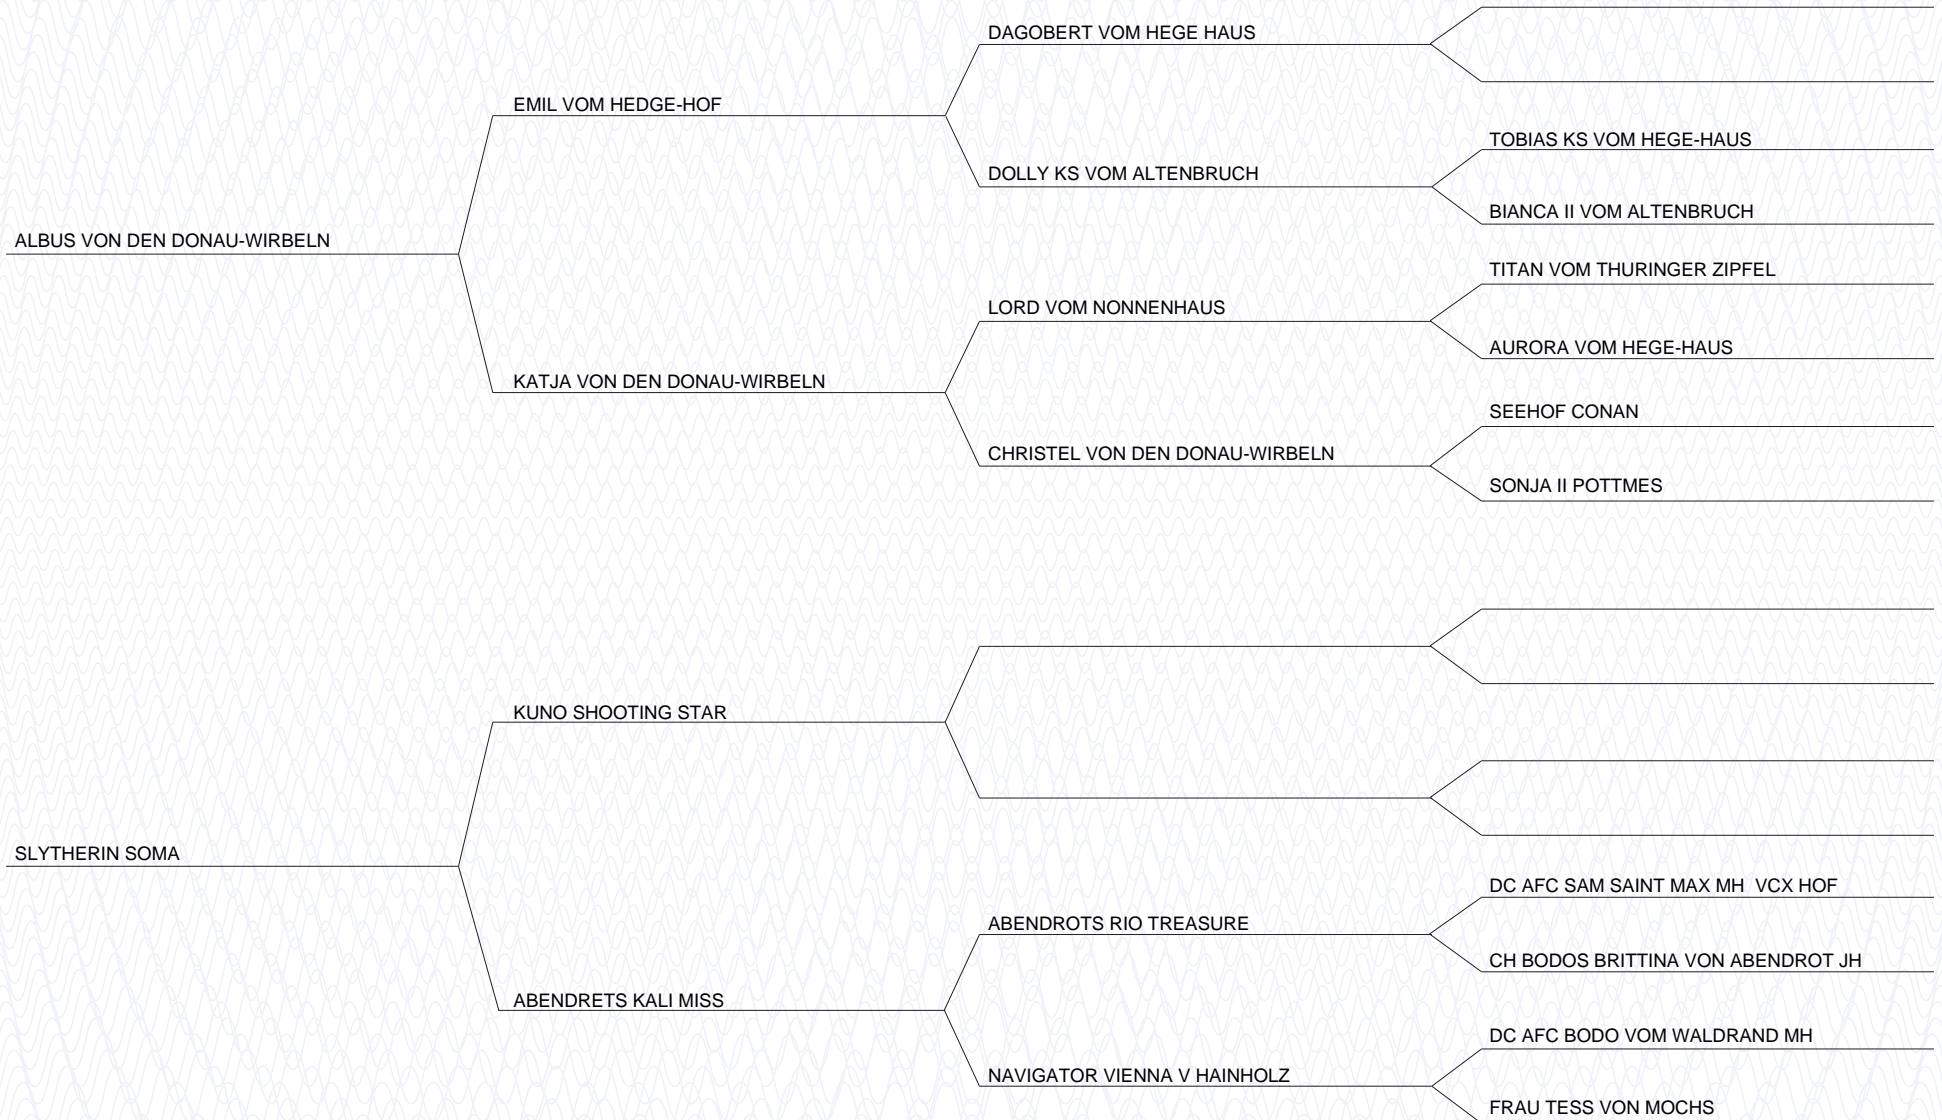 DAGOBERT VOM HEGE HAUS
EMIL VOM HEDGE-HOF
TOBIAS KS VOM HEGE-HAUS
DOLLY KS VOM ALTENBRUCH
BIANCA II VOM ALTENBRUCH
ALBUS VON DEN DONAU-WIRBELN
TITAN VOM THURINGER ZIPFEL
LORD VOM NONNENHAUS
AURORA VOM HEGE-HAUS
KATJA VON DEN DONAU-WIRBELN
SEEHOF CONAN
CHRISTEL VON DEN DONAU-WIRBELN
SONJA II POTTMES
KUNO SHOOTING STAR
SLYTHERIN SOMA
DC AFC SAM SAINT MAX MH  VCX HOF
ABENDROTS RIO TREASURE
CH BODOS BRITTINA VON ABENDROT JH
ABENDRETS KALI MISS
DC AFC BODO VOM WALDRAND MH
NAVIGATOR VIENNA V HAINHOLZ
FRAU TESS VON MOCHS